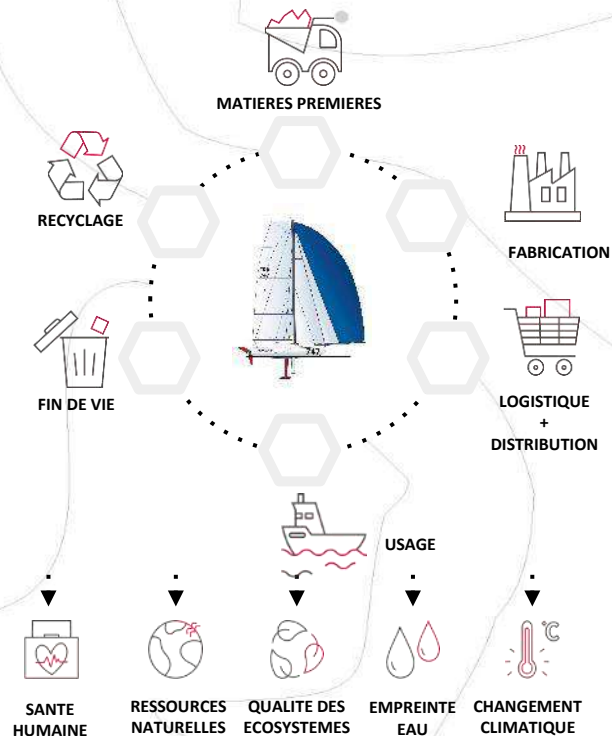 MATIERES PREMIERES
RECYCLAGE
FABRICATION
FIN DE VIE
LOGISTIQUE
+
DISTRIBUTION
USAGE
°C
SANTE
HUMAINE
RESSOURCES
NATURELLES
QUALITE DES
ECOSYSTEMES
EMPREINTE
EAU
CHANGEMENT
CLIMATIQUE